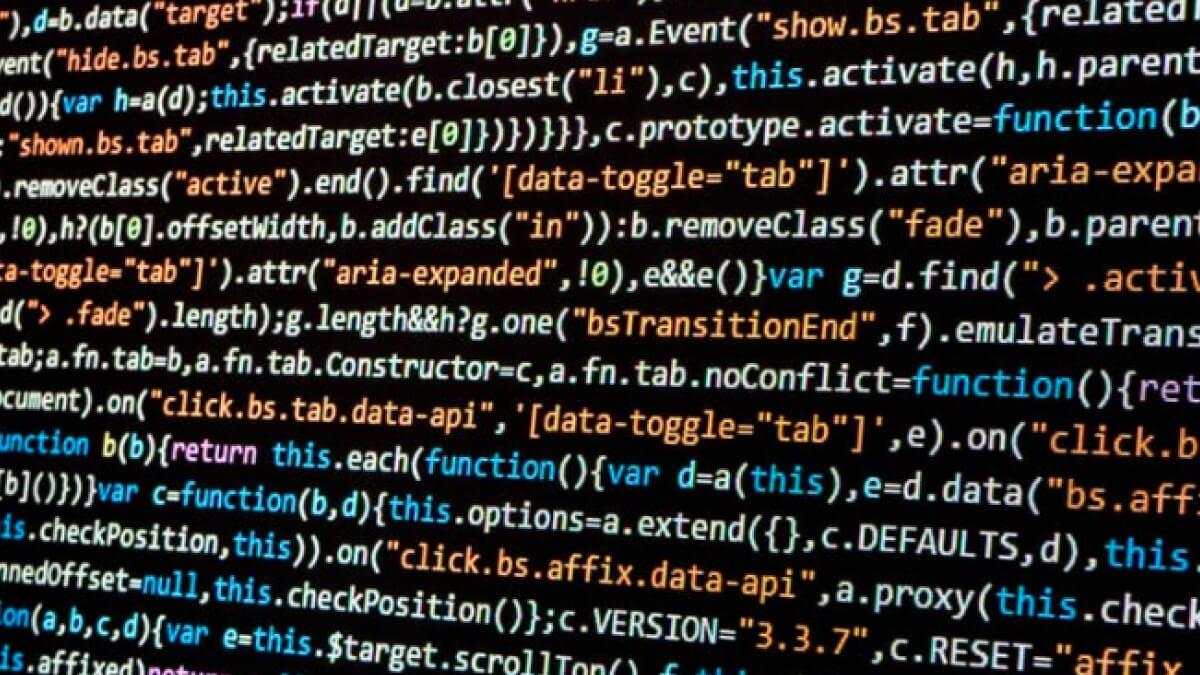 "),d=b.data("target");if(d||(d=b.attr(
vent("hide.bs.tab",{relatedTarget:b[0]}),g=a.Event("show.bs.tab",{related
d()){var h=a(d);this.activate(b.closest("li"),c),this.activate(h,h.parent
:"shown.bs.tab",relatedTarget:e[0]})})}}},c.prototype.activate=function(b
.removeClass("active").end().find('[data-toggle="tab"]').attr("aria-expa
,!0),h?(b[0].offsetWidth,b.addClass("in")):b.removeClass("fade"),b.parent
ta-toggle="tab"]').attr("aria-expanded",!0),e&&e()}var g=d.find("> .activ
d("> .fade").length);g.length&&h?g.one("bsTransitionEnd",f).emulateTrans
tab;a.fn.tab=b,a.fn.tab.Constructor=c,a.fn.tab.noConflict=function(){ret
ocument).on("click.bs.tab.data-api",'[data-toggle="tab"]',e).on("click.b
unction b(b){return this.each(function(){var d=a(this),e=d.data("bs.aff
[b]()})}var c=function(b,d){this.options=a.extend({},c.DEFAULTS,d),this.
is.checkPosition,this)).on("click.bs.affix.data-api",a.proxy(this.check
nnedOffset=null,this.checkPosition()};c.VERSION="3.3.7",c.RESET="affix
ion(a,b,c,d){var e=this.$target.scrollTop()
is.affixed)return